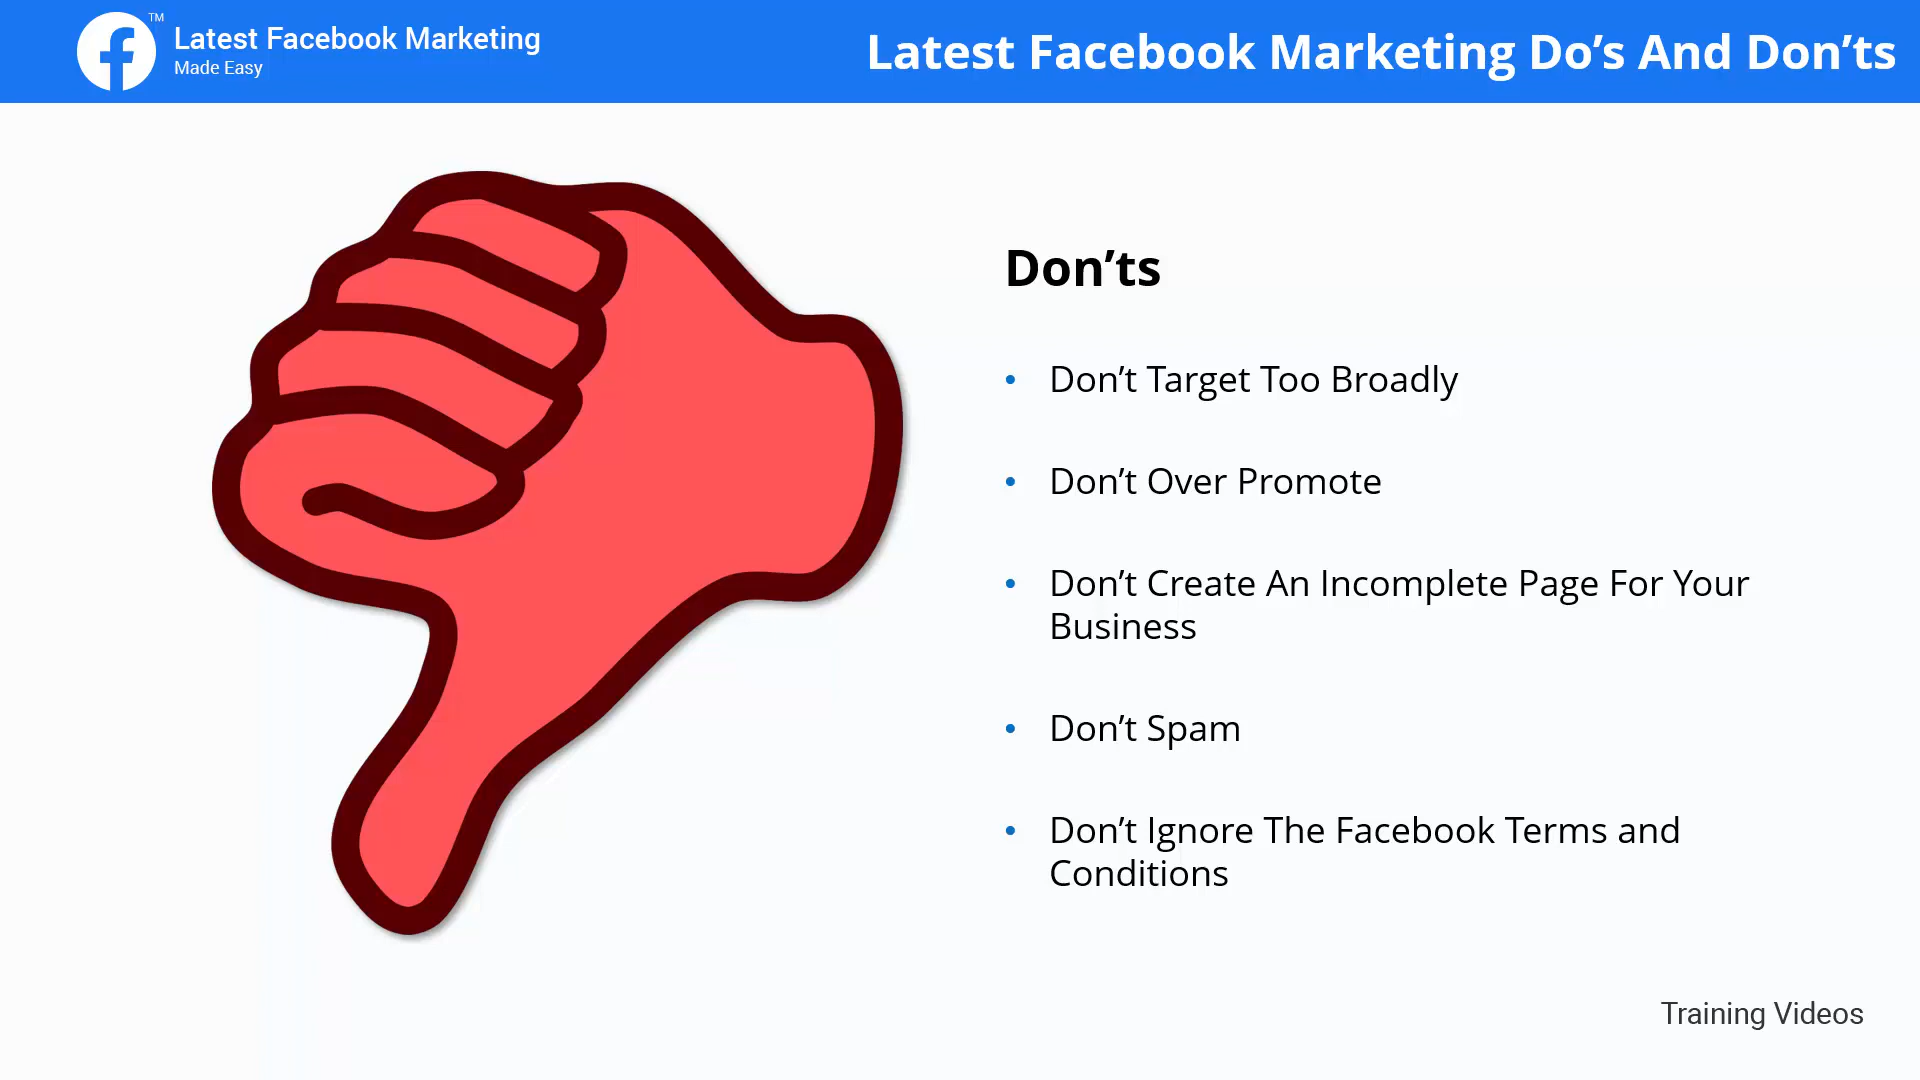 TM
Latest Facebook Marketing
Made Easy
Latest Facebook Marketing Do’s And Don’ts
Don’ts
• Don’t Target Too Broadly
• Don’t Over Promote
• Don’t Create An Incomplete Page For Your
Business
• Don’t Spam
• Don’t Ignore The Facebook Terms and
Conditions
Training Videos